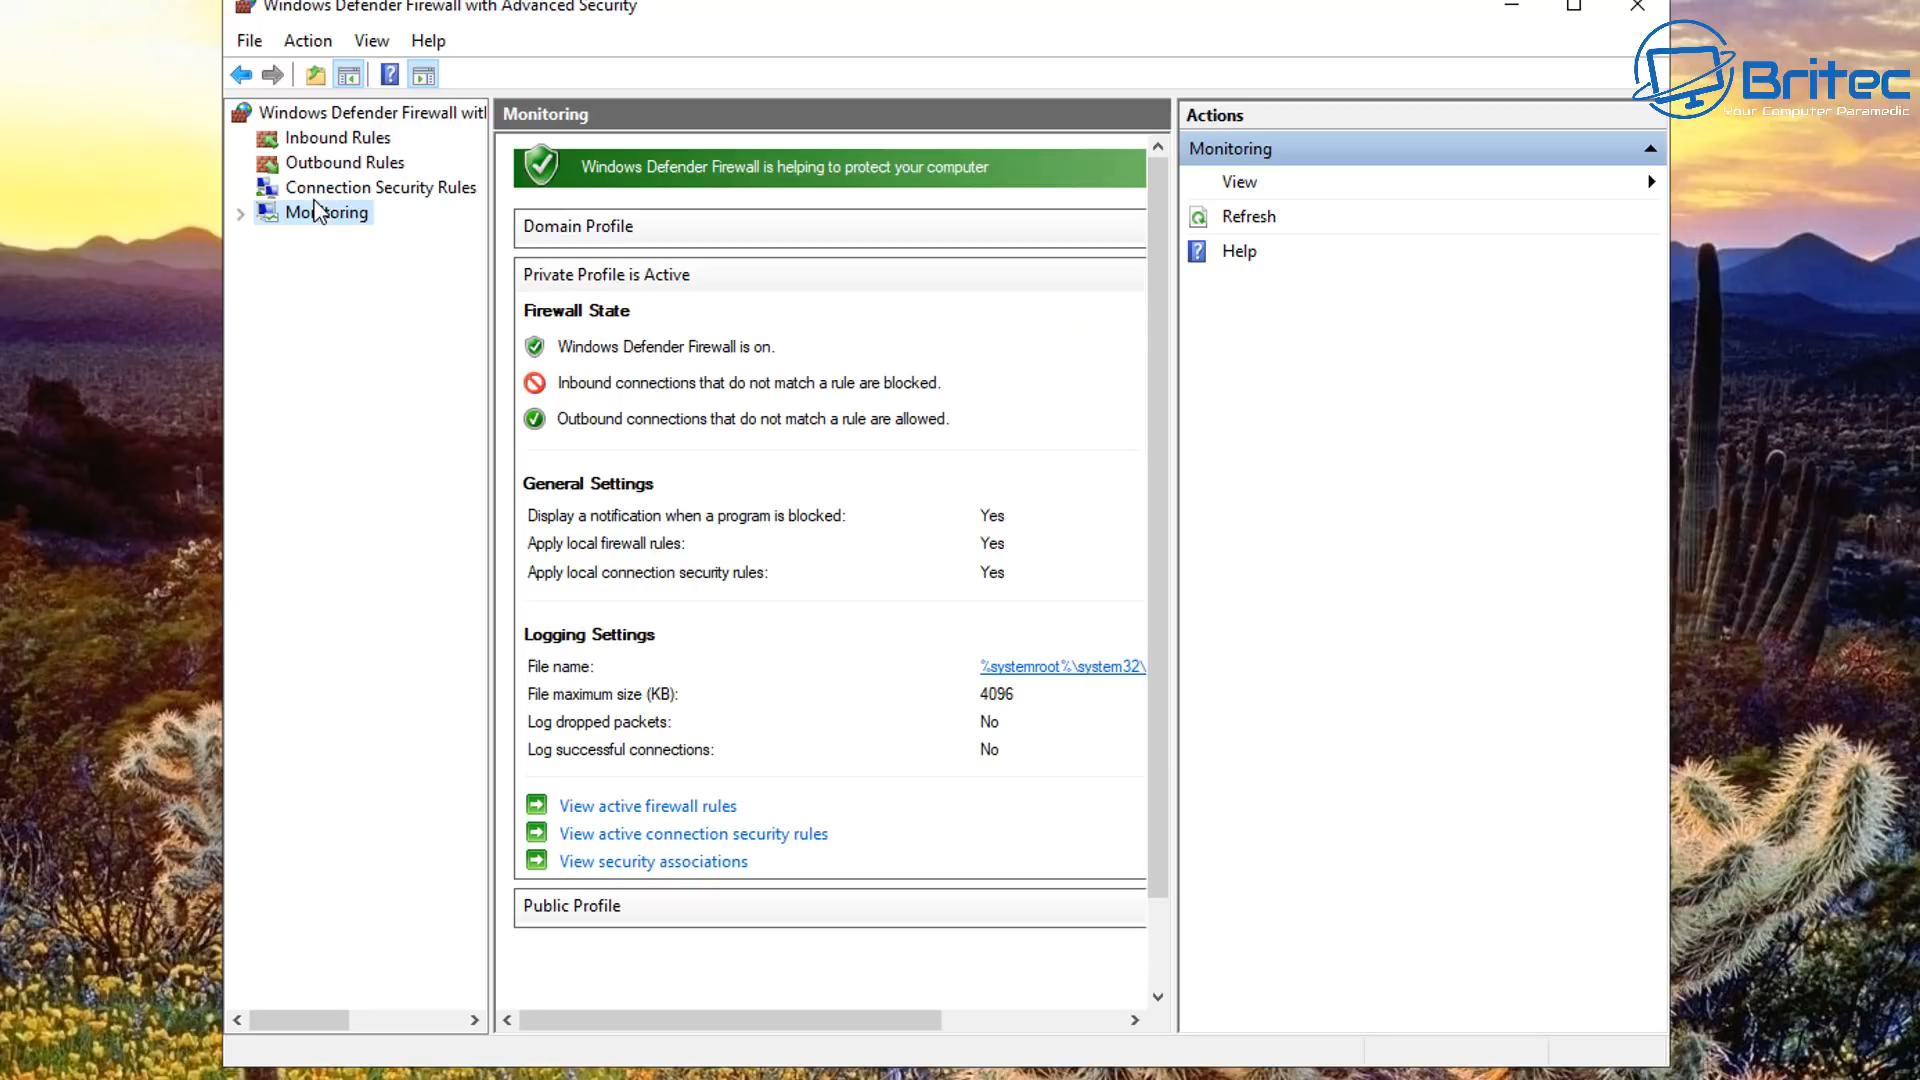 Windows Defender Firewall with Advanced Security
Britec
Your Computer Paramedic
File Action View Help
Windows Defender Firewall with
Inbound Rules
Outbound Rules
Connection Security Rules
Monitoring
Monitoring
Windows Defender Firewall is helping to protect your computer
Domain Profile
Private Profile is Active
Firewall State
Windows Defender Firewall is on.
Inbound connections that do not match a rule are blocked.
Outbound connections that do not match a rule are allowed.
General Settings
Display a notification when a program is blocked: Yes
Apply local firewall rules: Yes
Apply local connection security rules: Yes
Logging Settings
File name: %systemroot%\system32\
File maximum size (KB): 4096
Log dropped packets: No
Log successful connections: No
View active firewall rules
View active connection security rules
View security associations
Public Profile
Actions
Monitoring
View
Refresh
Help